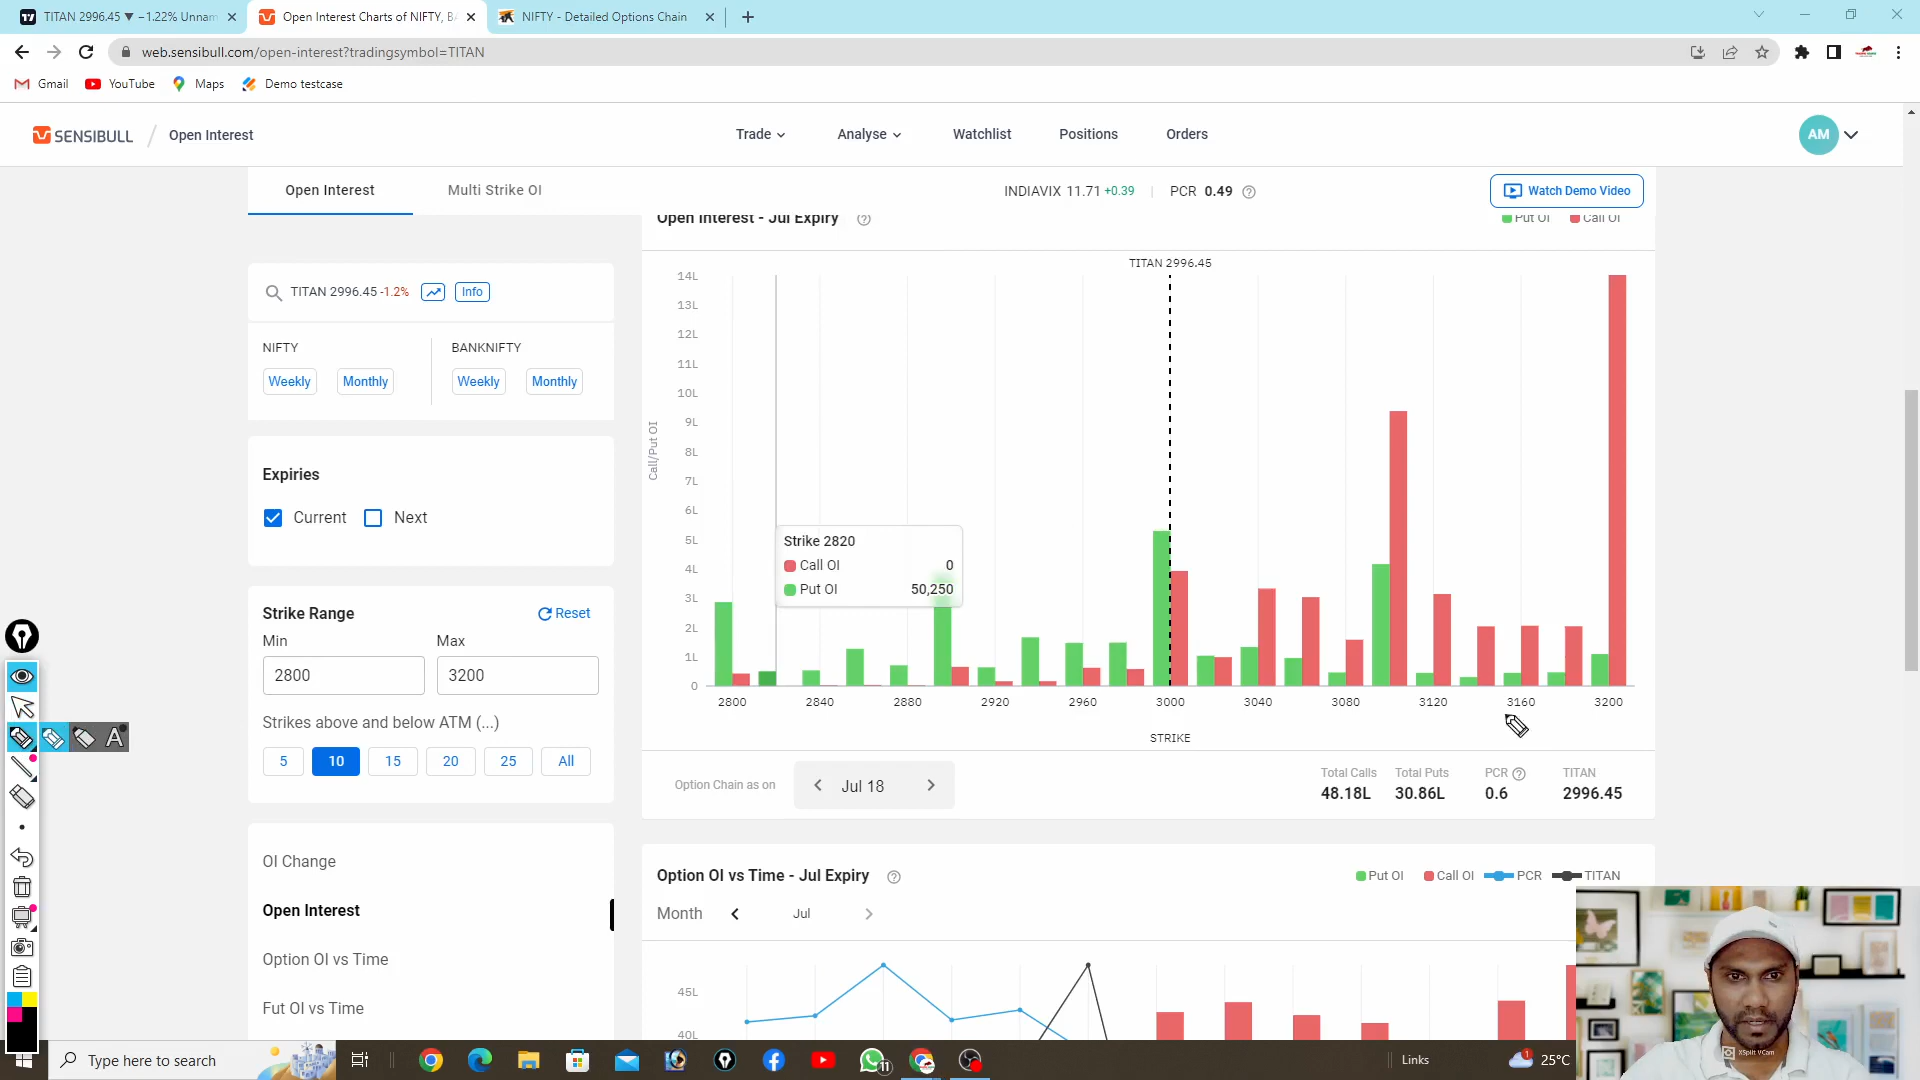 TITAN 2996.45 ▼ −1.22% Unnam
Open Interest Charts of NIFTY, BA
NIFTY - Detailed Options Chain
web.sensibull.com/open-interest?tradingsymbol=TITAN
Gmail YouTube Maps Demo testcase
SENSIBULL / Open Interest
Trade Analyse Watchlist Positions Orders
AM
Open Interest Multi Strike OI
INDIAVIX 11.71 +0.39 PCR 0.49
Watch Demo Video
Open Interest - Jul Expiry
Put OI Call OI
TITAN 2996.45 -1.2% Info
NIFTY BANKNIFTY
Weekly Monthly Weekly Monthly
Expiries
Current Next
Strike Range Reset
Min Max
2800 3200
Strikes above and below ATM (...)
5 10 15 20 25 All
OI Change
Open Interest
Option OI vs Time
Fut OI vs Time
TITAN 2996.45
14L
13L
12L
11L
10L
9L
8L
7L
6L
5L
4L
3L
2L
1L
0
Call/Put OI
Strike 2820
Call OI 0
Put OI 50,250
2800 2840 2880 2920 2960 3000 3040 3080 3120 3160 3200
STRIKE
Option Chain as on Jul 18
Total Calls Total Puts PCR TITAN
48.18L 30.86L 0.6 2996.45
Option OI vs Time - Jul Expiry
Put OI Call OI PCR TITAN
Month Jul
45L
40L
A
XSplit VCam
Type here to search
11
Links
1
25°C